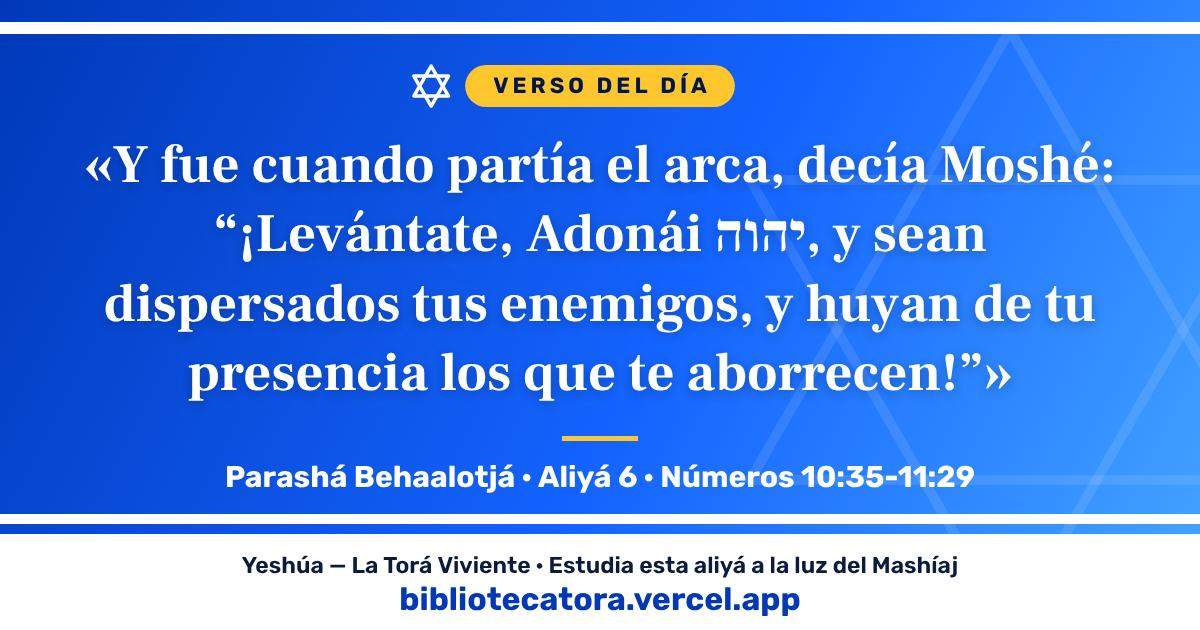 VERSO DEL DÍA
«Y fue cuando partía el arca, decía Moshé:
“¡Levántate, Adonái יהוה, y sean
dispersados tus enemigos, y huyan de tu
presencia los que te aborrecen!”»
Parashá Behaalotjá • Aliyá 6 • Números 10:35-11:29
Yeshúa — La Torá Viviente • Estudia esta aliyá a la luz del Mashíaj
bibliotecatora.vercel.app